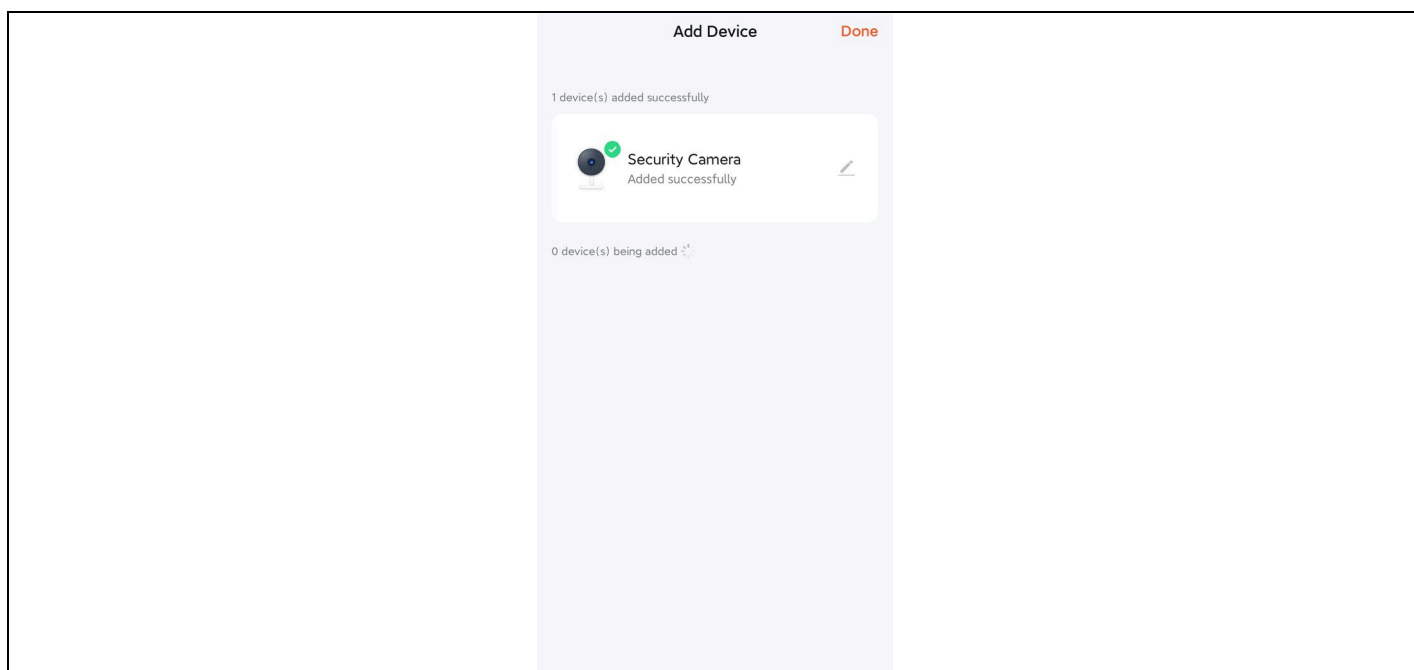 Add Device
Done
1 device(s) added successfully
Security Camera
Added successfully
0 device(s) being added